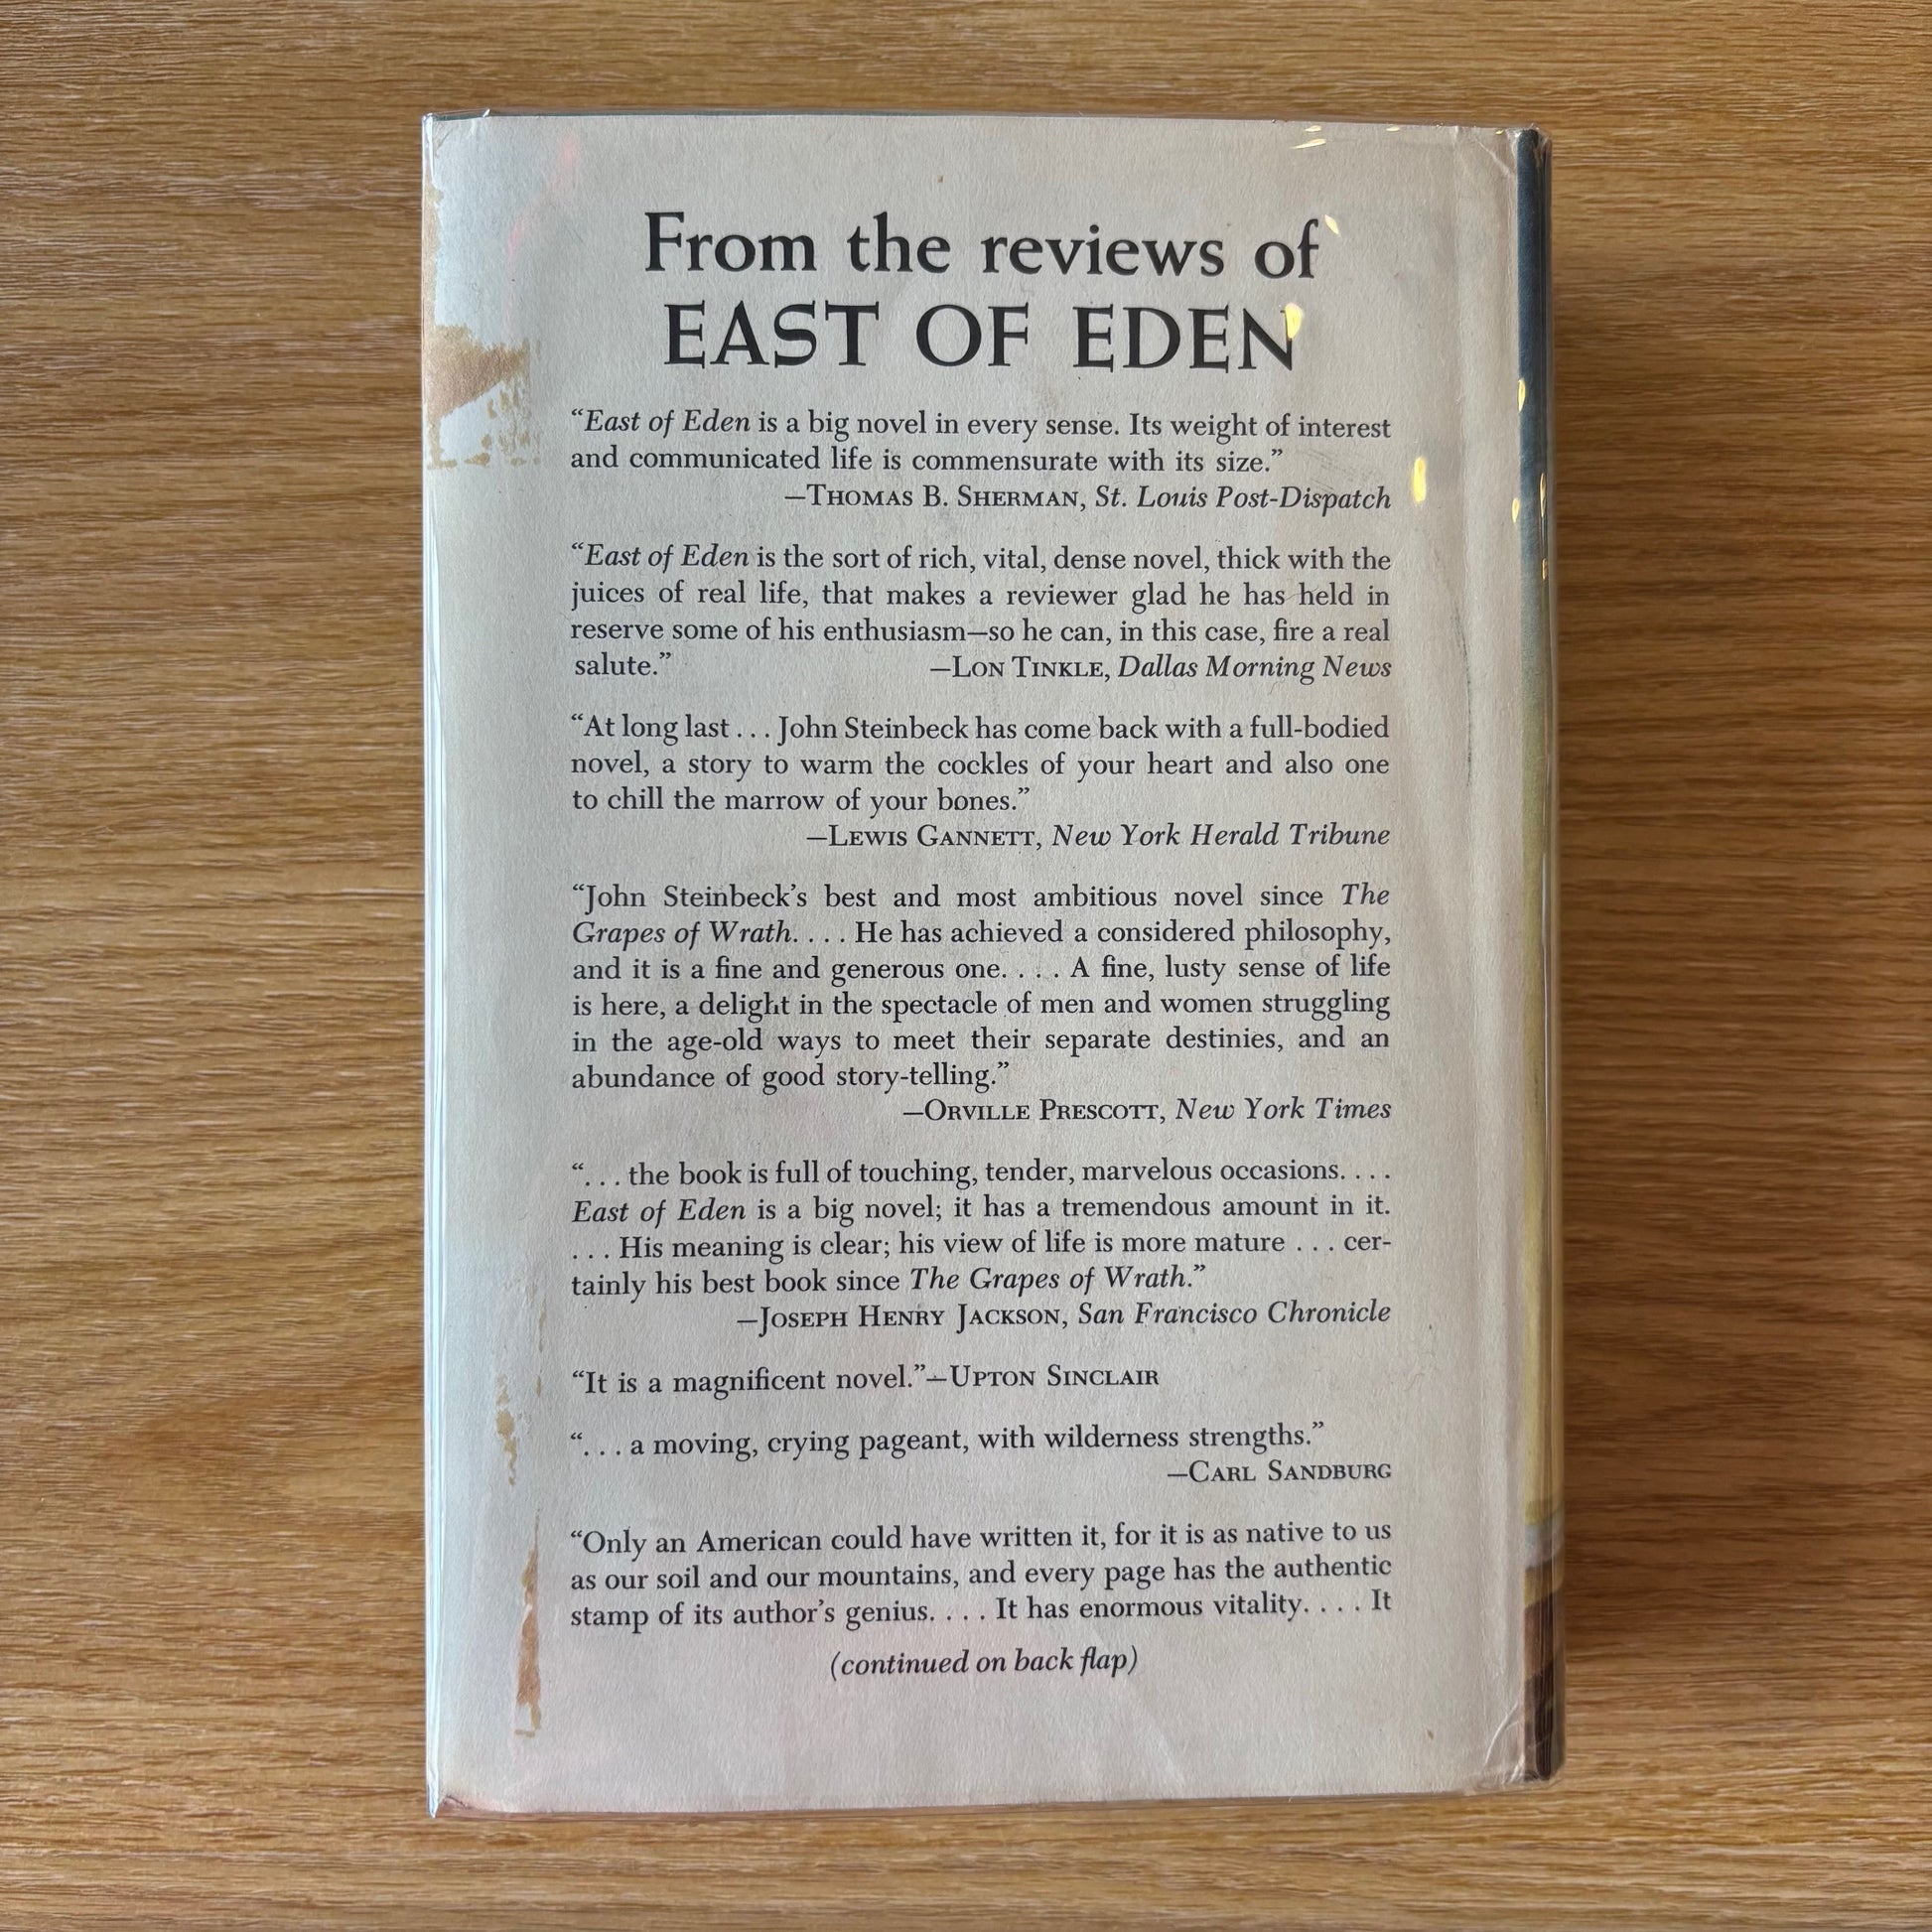 From the reviews of
EAST OF EDEN
“East of Eden is a big novel in every sense. Its weight of interest
and communicated life is commensurate with its size.”
—THOMAS B. SHERMAN, St. Louis Post-Dispatch
“East of Eden is the sort of rich, vital, dense novel, thick with the
juices of real life, that makes a reviewer glad he has held in
reserve some of his enthusiasm—so he can, in this case, fire a real
salute.” —LON TINKLE, Dallas Morning News
“At long last . . . John Steinbeck has come back with a full-bodied
novel, a story to warm the cockles of your heart and also one
to chill the marrow of your bones.”
—LEWIS GANNETT, New York Herald Tribune
“John Steinbeck’s best and most ambitious novel since The
Grapes of Wrath. . . . He has achieved a considered philosophy,
and it is a fine and generous one. . . . A fine, lusty sense of life
is here, a delight in the spectacle of men and women struggling
in the age-old ways to meet their separate destinies, and an
abundance of good story-telling.”
—ORVILLE PRESCOTT, New York Times
“. . . the book is full of touching, tender, marvelous occasions. . . .
East of Eden is a big novel; it has a tremendous amount in it.
. . . His meaning is clear; his view of life is more mature . . . cer-
tainly his best book since The Grapes of Wrath.”
—JOSEPH HENRY JACKSON, San Francisco Chronicle
“It is a magnificent novel.”—UPTON SINCLAIR
“. . . a moving, crying pageant, with wilderness strengths.”
—CARL SANDBURG
“Only an American could have written it, for it is as native to us
as our soil and our mountains, and every page has the authentic
stamp of its author’s genius. . . . It has enormous vitality. . . . It
(continued on back flap)